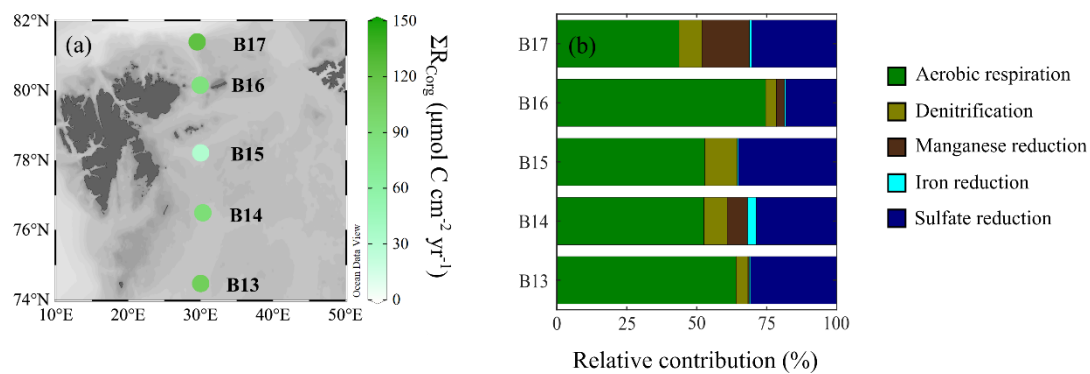 (a)
82°N
80°N
78°N
76°N
74°N
10°E 20°E 30°E 40°E 50°E
B17
B16
B15
B14
B13
Ocean Data View
150
120
90
60
30
0
ΣR_Corg (μmol C cm⁻² yr⁻¹)
(b)
B17
B16
B15
B14
B13
0 25 50 75 100
Relative contribution (%)
Aerobic respiration
Denitrification
Manganese reduction
Iron reduction
Sulfate reduction